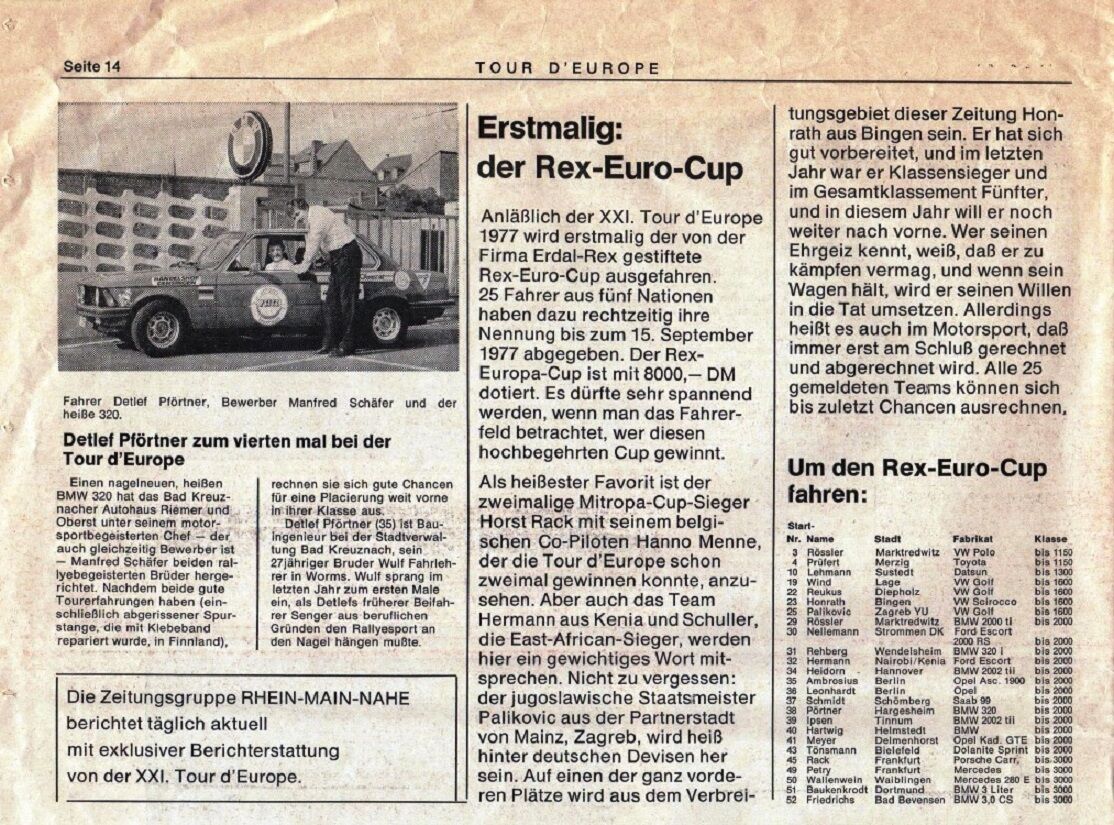 Seite 14
TOUR D'EUROPE
HANDELSHOF
Fahrer Detlef Pförtner, Bewerber Manfred Schäfer und der
heiße 320.
Detlef Pförtner zum vierten mal bei der
Tour d'Europe
Einen nagelneuen, heißen
BMW 320 hat das Bad Kreuz-
nacher Autohaus Riemer und
Oberst unter seinem motor-
sportbegeisterten Chef — der
auch gleichzeitig Bewerber ist
— Manfred Schäfer beiden ral-
lyebegeisterten Brüder herge-
richtet. Nachdem beide gute
Tourerfahrungen haben (ein-
schließlich abgerissener Spur-
stange, die mit Klebeband
repariert wurde, in Finnland),
rechnen sie sich gute Chancen
für eine Placierung weit vorne
in ihrer Klasse aus.
Detlef Pförtner (35) ist Bau-
ingenieur bei der Stadtverwal-
tung Bad Kreuznach, sein
27jähriger Bruder Wulf Fahrleh-
rer in Worms. Wulf sprang im
letzten Jahr zum ersten Male
ein, als Detlefs früherer Beifah-
rer Senger aus beruflichen
Gründen den Rallyesport an
den Nagel hängen mußte.
Die Zeitungsgruppe RHEIN-MAIN-NAHE
berichtet täglich aktuell
mit exklusiver Berichterstattung
von der XXI. Tour d'Europe.
Erstmalig:
der Rex-Euro-Cup
Anläßlich der XXI. Tour d'Europe
1977 wird erstmalig der von der
Firma Erdal-Rex gestiftete
Rex-Euro-Cup ausgefahren.
25 Fahrer aus fünf Nationen
haben dazu rechtzeitig ihre
Nennung bis zum 15. September
1977 abgegeben. Der Rex-
Europa-Cup ist mit 8000,— DM
dotiert. Es dürfte sehr spannend
werden, wenn man das Fahrer-
feld betrachtet, wer diesen
hochbegehrten Cup gewinnt.
Als heißester Favorit ist der
zweimalige Mitropa-Cup-Sieger
Horst Rack mit seinem belgi-
schen Co-Piloten Hanno Menne,
der die Tour d'Europe schon
zweimal gewinnen konnte, anzu-
sehen. Aber auch das Team
Hermann aus Kenia und Schuller,
die East-African-Sieger, werden
hier ein gewichtiges Wort mit-
sprechen. Nicht zu vergessen:
der jugoslawische Staatsmeister
Palikovic aus der Partnerstadt
von Mainz, Zagreb, wird heiß
hinter deutschen Devisen her
sein. Auf einen der ganz vorde-
ren Plätze wird aus dem Verbrei-
tungsgebiet dieser Zeitung Hon-
rath aus Bingen sein. Er hat sich
gut vorbereitet, und im letzten
Jahr war er Klassensieger und
im Gesamtklassement Fünfter,
und in diesem Jahr will er noch
weiter nach vorne. Wer seinen
Ehrgeiz kennt, weiß, daß er zu
kämpfen vermag, und wenn sein
Wagen hält, wird er seinen Willen
in die Tat umsetzen. Allerdings
heißt es auch im Motorsport, daß
immer erst am Schluß gerechnet
und abgerechnet wird. Alle 25
gemeldeten Teams können sich
bis zuletzt Chancen ausrechnen.
Um den Rex-Euro-Cup
fahren:
Start-
Nr. Name Stadt Fabrikat Klasse
3 Rössler Marktredwitz VW Polo bis 1150
4 Prüfert Merzig Toyota bis 1150
10 Lehmann Sustedt Datsun bis 1300
19 Wind Lage VW Golf bis 1600
22 Reukus Diepholz VW Golf bis 1600
23 Honrath Bingen VW Scirocco bis 1600
25 Palikovic Zagreb YU VW Golf bis 1600
29 Rössler Marktredwitz BMW 2000 ti bis 2000
30 Nellemann Strommen DK Ford Escort
2000 RS bis 2000
31 Rehberg Wendelsheim BMW 320 i bis 2000
32 Hermann Nairobi/Kenia Ford Escort bis 2000
34 Heidorn Hannover BMW 2002 tii bis 2000
35 Ambrosius Berlin Opel Asc. 1900 bis 2000
36 Leonhardt Berlin Opel bis 2000
37 Schmidt Schömberg Saab 99 bis 2000
38 Pörtner Hargesheim BMW 320 bis 2000
39 Ipsen Tinnum BMW 2002 tii bis 2000
40 Hartwig Helmstedt BMW bis 2000
41 Meyer Delmenhorst Opel Kad. GTE bis 2000
43 Tönsmann Bielefeld Dolanite Sprint bis 2000
45 Rack Frankfurt Porsche Carr. bis 3000
49 Petry Frankfurt Mercedes bis 3000
50 Wallenwein Waiblingen Mercedes 280 E bis 3000
51 Baukenkrodt Dortmund BMW 3 Liter bis 3000
52 Friedrichs Bad Bevensen BMW 3,0 CS bis 3000